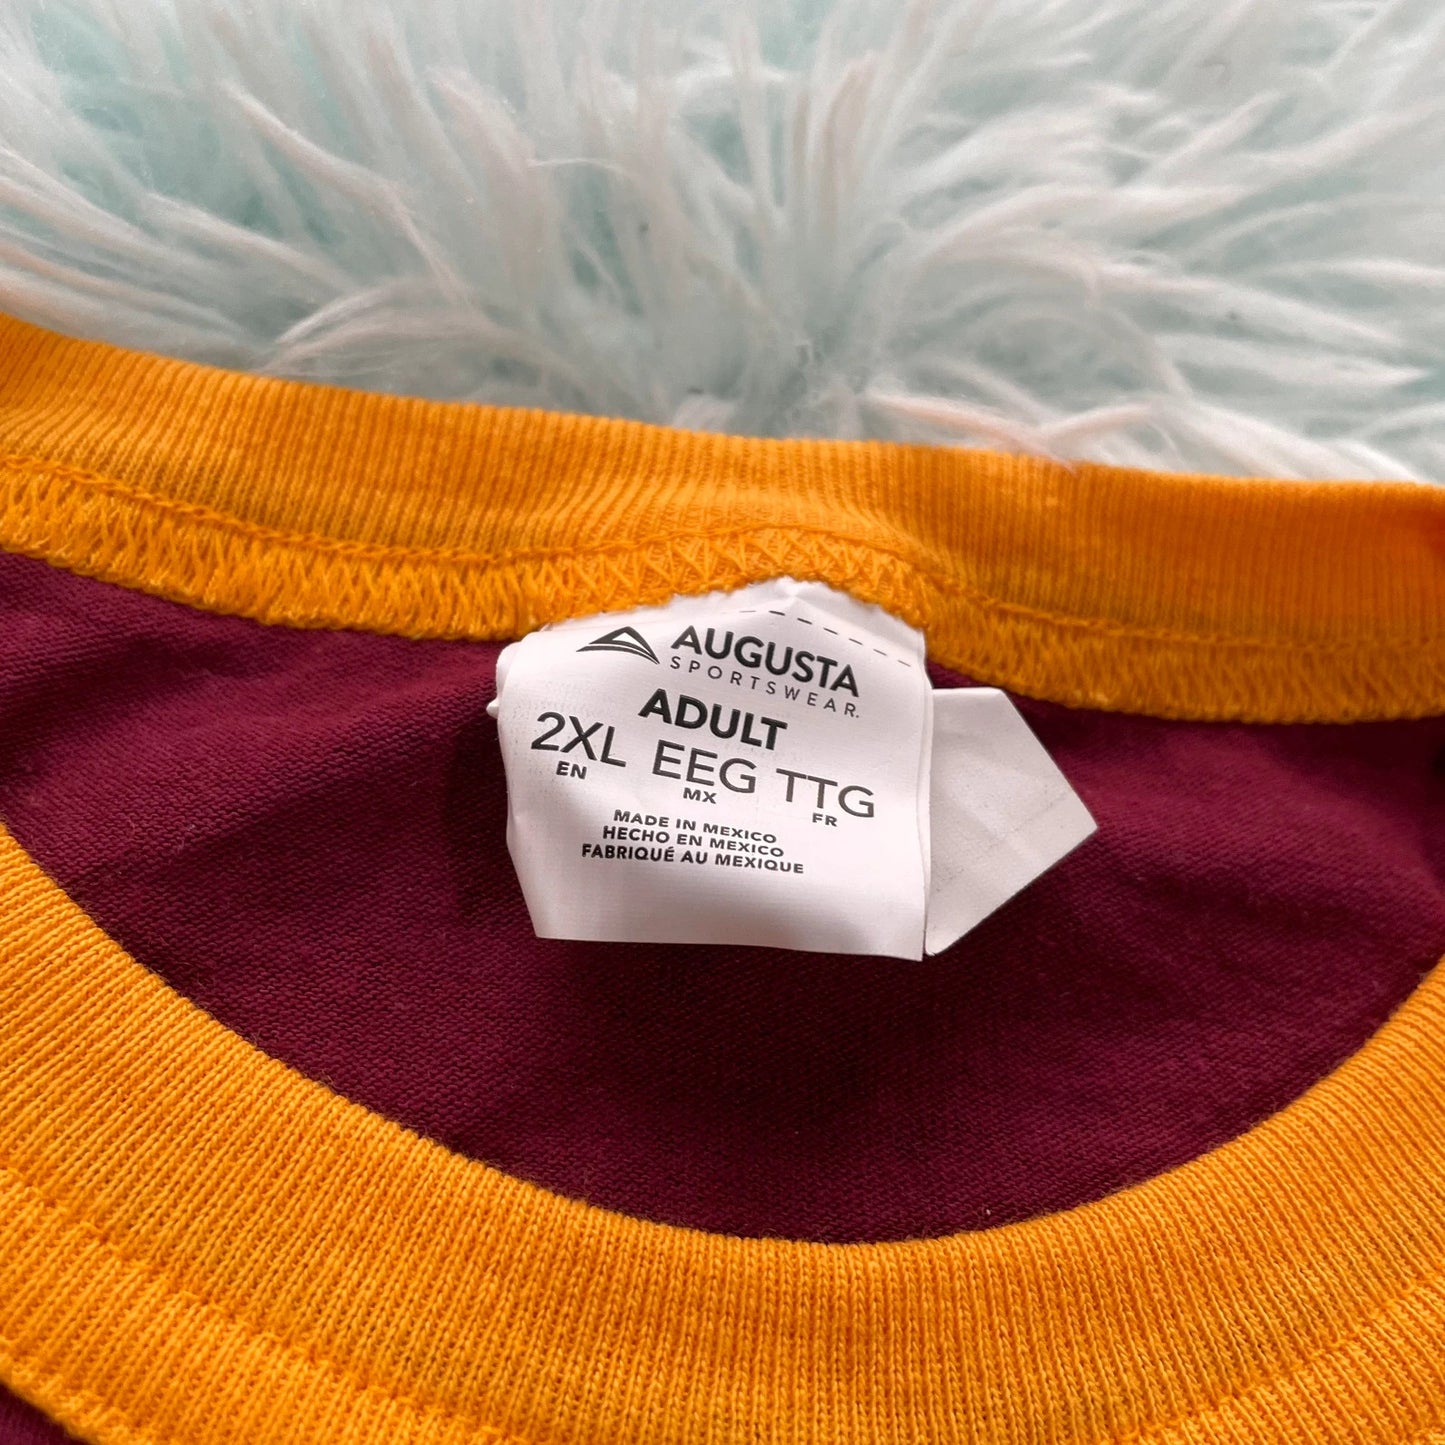 AUGUSTA
SPORTSWEAR.
ADULT
2XL EEG TTG
EN MX FR
MADE IN MEXICO
HECHO EN MEXICO
FABRIQUÉ AU MEXIQUE